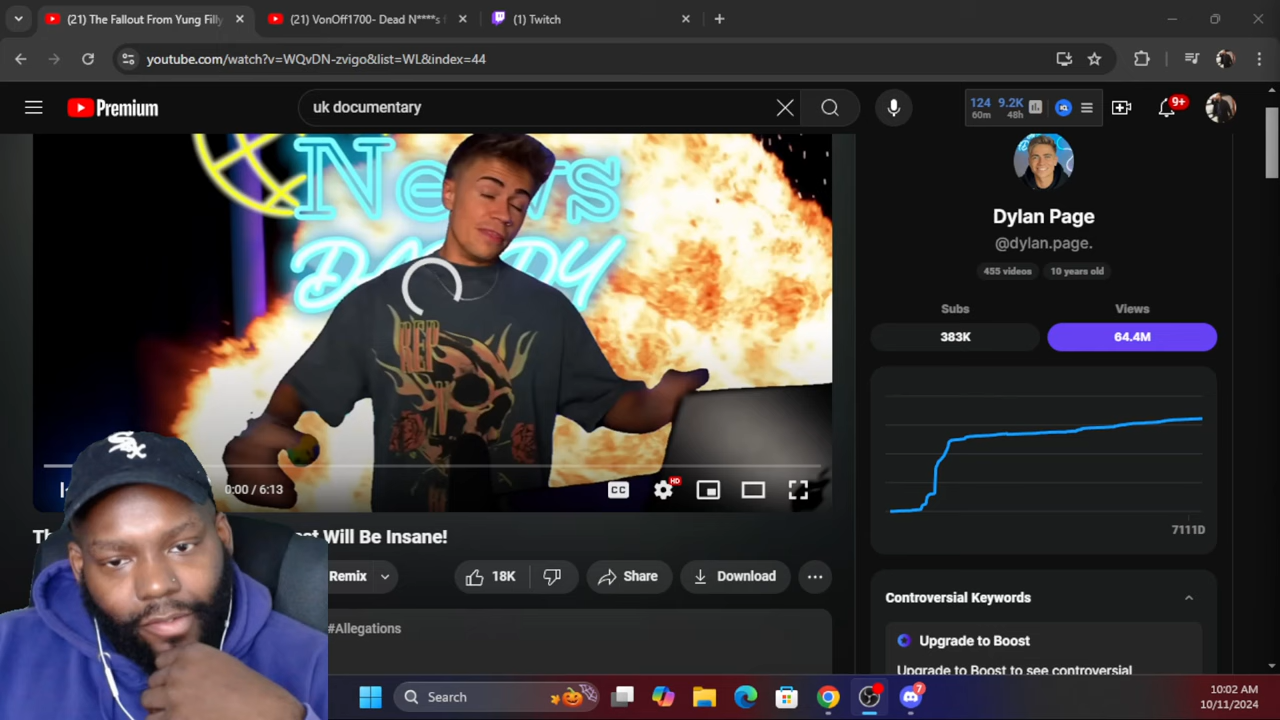 (21) The Fallout From Yung Filly
(21) VonOff1700- Dead N****s f
(1) Twitch
youtube.com/watch?v=WQvDN-zvigo&list=WL&index=44
Premium
uk documentary
124 9.2K
60m 48h
9+
News
DADDY
REP
Dylan Page
@dylan.page.
455 videos 10 years old
Subs Views
383K 64.4M
7111D
0:00 / 6:13
CC
HD
Th
st Will Be Insane!
Remix
18K
Share
Download
#Allegations
Controversial Keywords
Upgrade to Boost
Upgrade to Boost to see controversial
Sox
Search
7
10:02 AM
10/11/2024